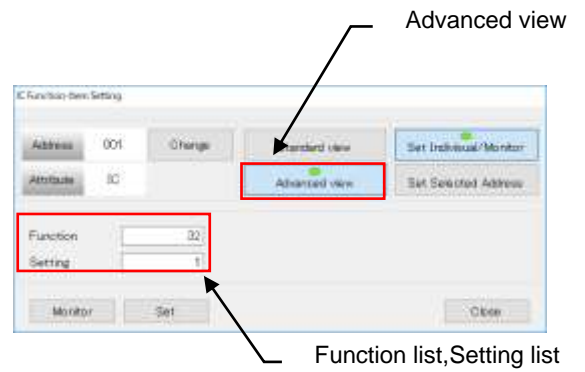 Advanced view
IC Function-item Setting
Address 001 Change Standard view Set Individual/Monitor
Attribute IC Advanced view Set Selected Address
Function 32
Setting 1
Monitor Set Close
Function list,Setting list